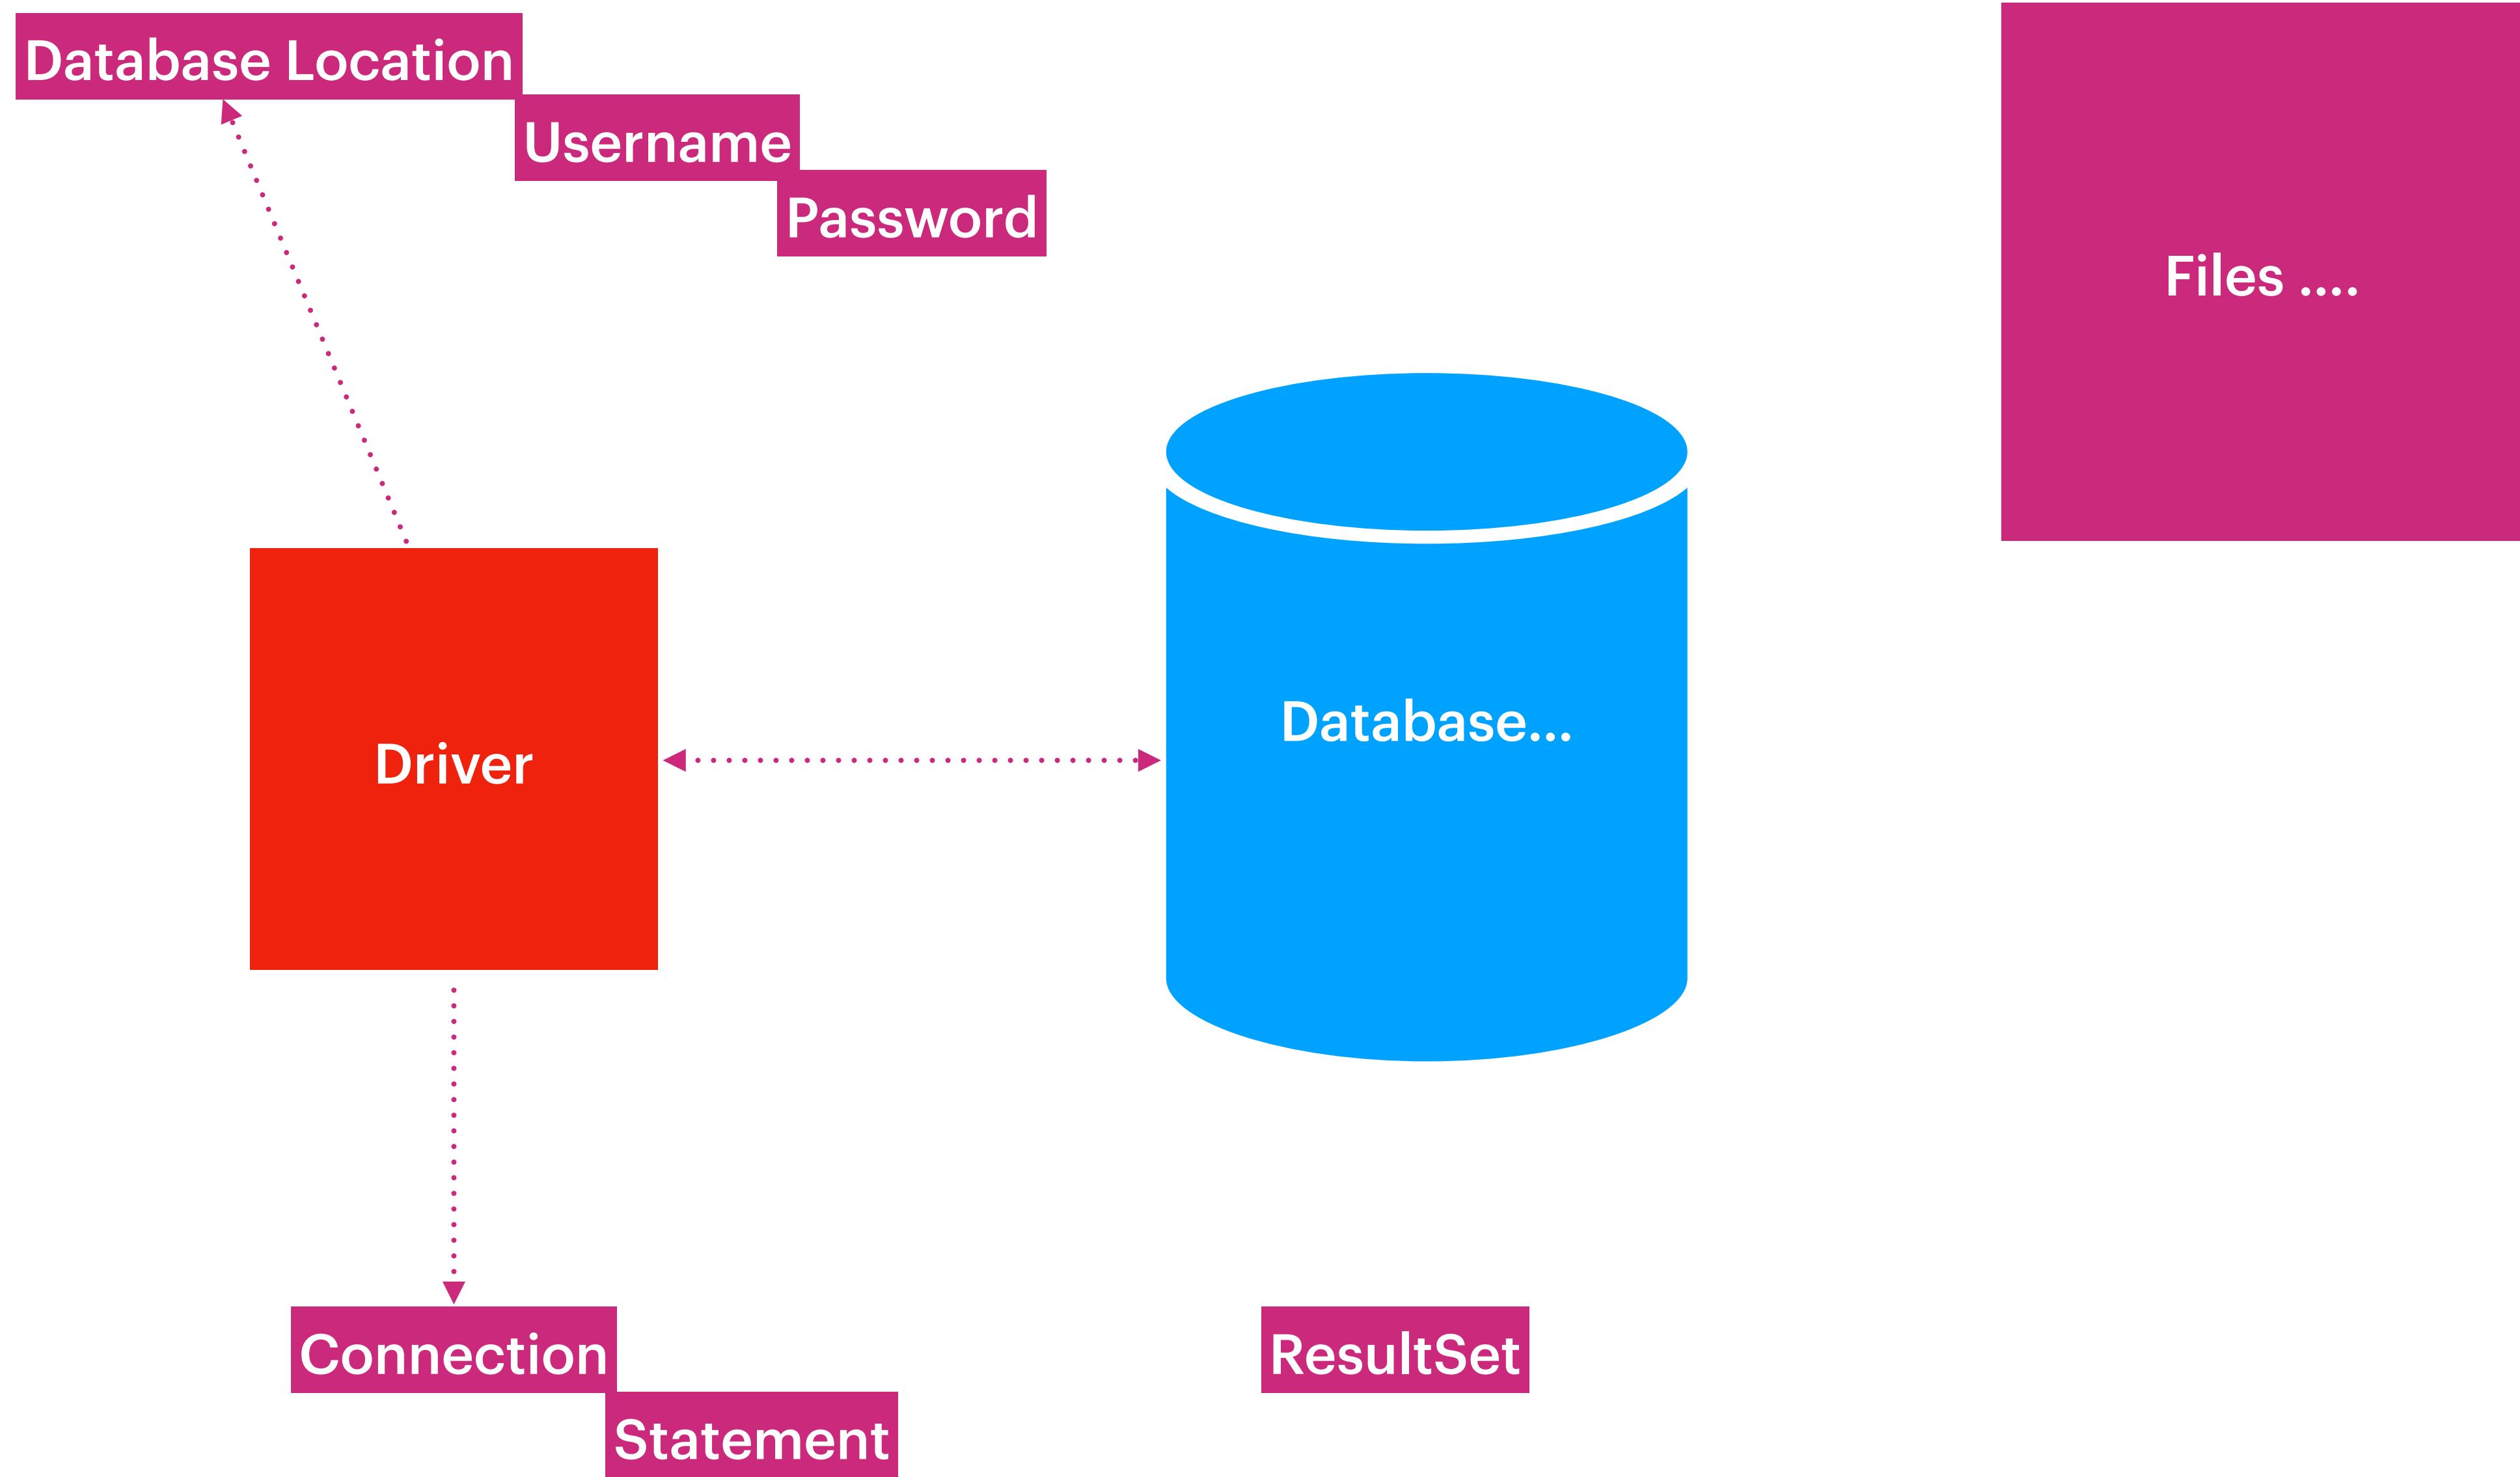 Database Location
Username
Password
Files ....
Database...
Driver
Connection
ResultSet
Statement